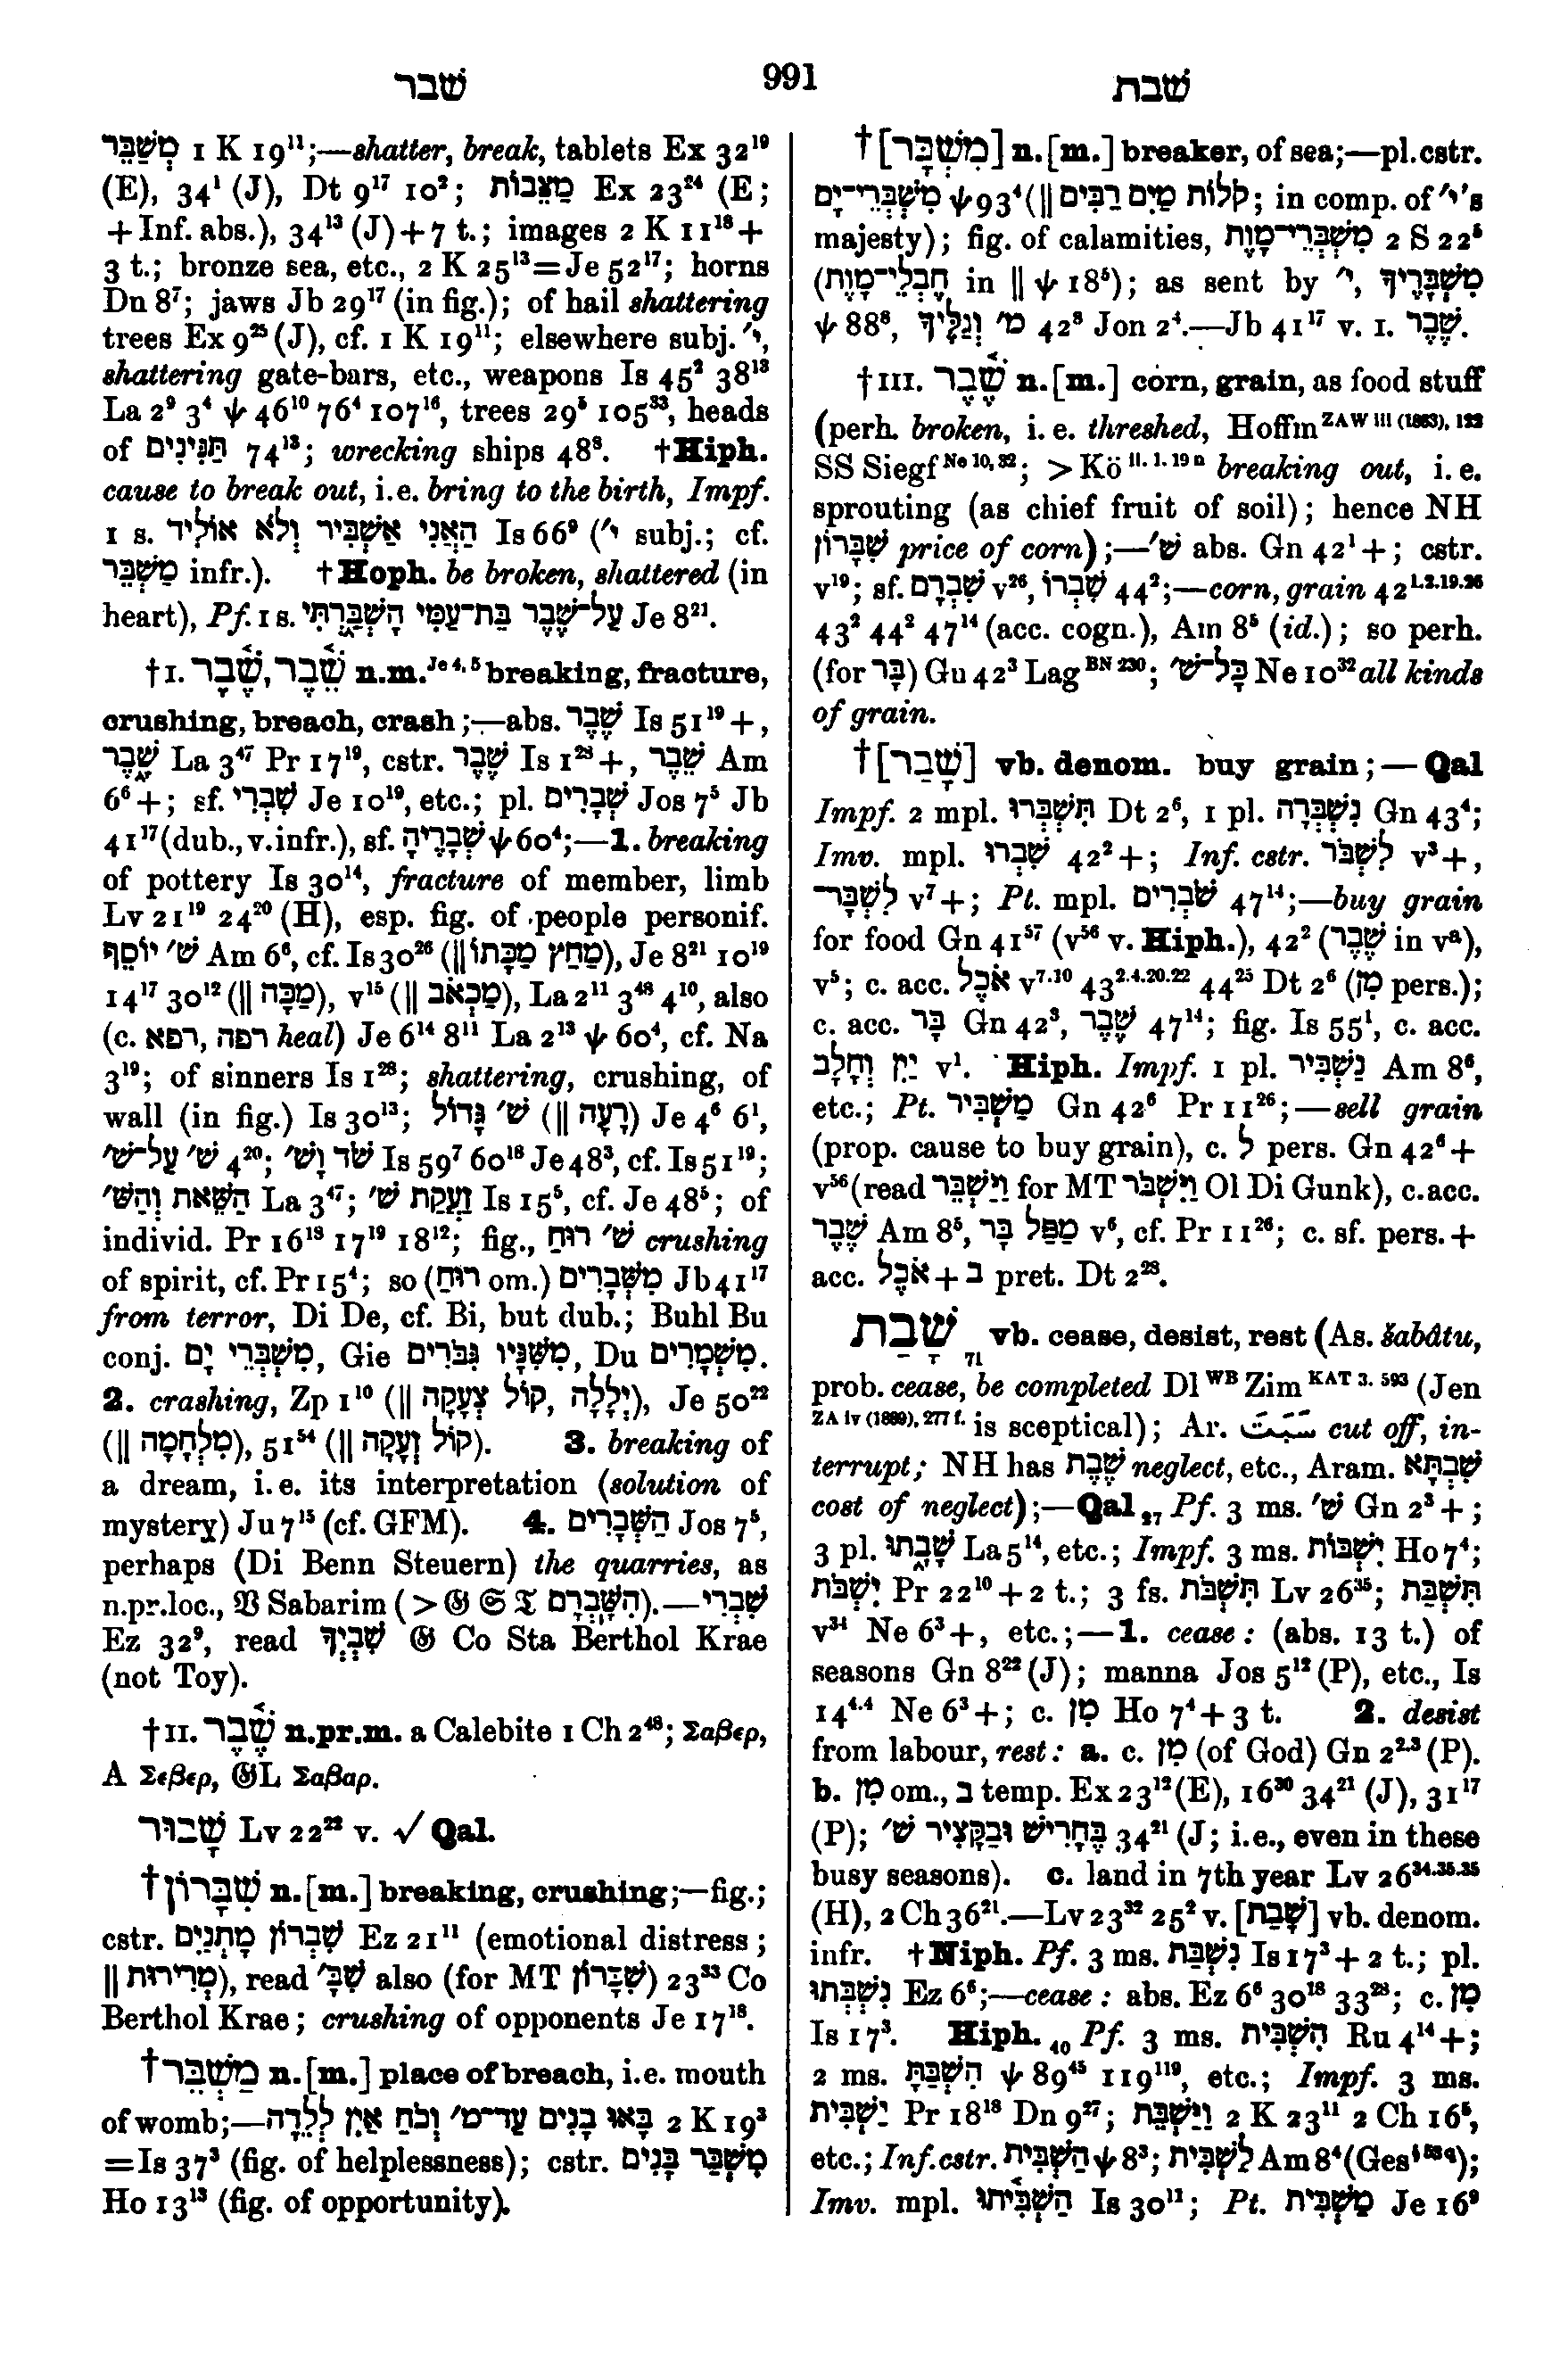 שבר
991
שבת
מְשַׁבֵּר 1 K 19¹¹;—shatter, break, tablets Ex 32¹⁹
(E), 34¹ (J), Dt 9¹⁷ 10²; מַצֵּבוֹת Ex 23²⁴ (E;
+Inf. abs.), 34¹³ (J)+7 t.; images 2 K 11¹⁸+
3 t.; bronze sea, etc., 2 K 25¹³=Je 52¹⁷; horns
Dn 8⁷; jaws Jb 29¹⁷ (in fig.); of hail shattering
trees Ex 9²⁵ (J), cf. 1 K 19¹¹; elsewhere subj. ׳י,
shattering gate-bars, etc., weapons Is 45² 38¹³
La 2⁹ 3⁴ ψ 46¹⁰ 76⁴ 107¹⁶, trees 29⁵ 105³³, heads
of תַּנִּינִים 74¹³; wrecking ships 48⁸. †Hiph.
cause to break out, i.e. bring to the birth, Impf.
1 s. הַאֲנִי אַשְׁבִּיר וְלֹא אוֹלִיד Is 66⁹ (׳י subj.; cf.
מַשְׁבֵּר infr.). †Hoph. be broken, shattered (in
heart), Pf. 1 s. עַל־שֶׁבֶר בַּת־עַמִּי הָשְׁבָּרְתִּי Je 8²¹.
†I. שֵׁבֶר, שֶׁבֶר n.m. Je 4, 6 breaking, fracture,
crushing, breach, crash;—abs. שֶׁבֶר Is 51¹⁹+,
שָׁבֶר La 3⁴⁷ Pr 17¹⁹, cstr. שֶׁבֶר Is 1²⁸+, שֵׁבֶר Am
6⁶+; sf. שִׁבְרִי Je 10¹⁹, etc.; pl. שְׁבָרִים Jos 7⁵ Jb
41¹⁷ (dub., v. infr.), sf. שְׁבָרֶיהָ ψ 60⁴;—1. breaking
of pottery Is 30¹⁴, fracture of member, limb
Lv 21¹⁹ 24²⁰ (H), esp. fig. of people personif.
שׁ׳ יוֹסֵף Am 6⁶, cf. Is 30²⁶ (‖ מַחַץ מַכָּתוֹ), Je 8²¹ 10¹⁹
14¹⁷ 30¹² (‖ מַכָּה), v¹⁵ (‖ מַכְאֹב), La 2¹¹ 3⁴⁸ 4¹⁰, also
(c. רפא, רפה heal) Je 6¹⁴ 8¹¹ La 2¹³ ψ 60⁴, cf. Na
3¹⁹; of sinners Is 1²⁸; shattering, crushing, of
wall (in fig.) Is 30¹³; שׁ׳ גָּדוֹל (‖ רָעָה) Je 4⁶ 6¹,
שׁ׳ עַל־שׁ׳ 4²⁰; שֹׁד וָשׁ׳ Is 59⁷ 60¹⁸ Je 48³, cf. Is 51¹⁹;
הַשֵּׁאת וְהַשּׁ׳ La 3⁴⁷; זַעֲקַת שׁ׳ Is 15⁵, cf. Je 48⁵; of
individ. Pr 16¹⁸ 17¹⁹ 18¹²; fig., שׁ׳ רוּחַ crushing
of spirit, cf. Pr 15⁴; so (רוּחַ om.) מִשְּׁבָרִים Jb 41¹⁷
from terror, Di De, cf. Bi, but dub.; Buhl Bu
conj. מִשְׁבְּרֵי יָם, Gie מִשִּׁנָּיו גִּבֹּרִים, Du מִשְׁמָרִים.
2. crashing, Zp 1¹⁰ (‖ קוֹל צְעָקָה, יְלָלָה), Je 50²²
(‖ מִלְחָמָה), 51⁵⁴ (‖ קוֹל זְעָקָה). 3. breaking of
a dream, i.e. its interpretation (solution of
mystery) Ju 7¹⁵ (cf. GFM). 4. הַשְּׁבָרִים Jos 7⁵,
perhaps (Di Benn Steuern) the quarries, as
n.pr.loc., 𝔙 Sabarim (> 𝔊 𝔖 𝔗 הִשָּׁבְרָם).—שִׁבְרִי
Ez 32⁹, read שִׁבְיְךָ 𝔊 Co Sta Berthol Krae
(not Toy).
†II. שֶׁבֶר n.pr.m. a Calebite 1 Ch 2⁴⁸; Σαβερ,
A Σεβερ, 𝔊L Σαβαρ.
שָׁבוּר Lv 22²² v. √ Qal.
†שִׁבָּרוֹן n.[m.] breaking, crushing;—fig.;
cstr. שִׁבְרוֹן מָתְנַיִם Ez 21¹¹ (emotional distress;
‖ מְרִירוּת), read שִׁבָּ׳ also (for MT שִׁבָּרוֹן) 23³³ Co
Berthol Krae; crushing of opponents Je 17¹⁸.
†מַשְׁבֵּר n.[m.] place of breach, i.e. mouth
of womb;—בָּאוּ בָנִים עַד־מ׳ וְכֹחַ אַיִן לְלֵדָה 2 K 19³
=Is 37³ (fig. of helplessness); cstr. מִשְׁבַּר בָּנִים
Ho 13¹³ (fig. of opportunity).
†[מִשְׁבָּר] n.[m.] breaker, of sea;—pl. cstr.
מִשְׁבְּרֵי־יָם ψ 93⁴ (‖ קֹלוֹת מַיִם רַבִּים; in comp. of ׳י's
majesty); fig. of calamities, מִשְׁבְּרֵי־מָוֶת 2 S 22⁵
(חֶבְלֵי־מָוֶת in ‖ ψ 18⁵); as sent by ׳י, מִשְׁבָּרֶיךָ
ψ 88⁸, מ׳ וְגַלֶּיךָ 42⁸ Jon 2⁴.—Jb 41¹⁷ v. I. שֶׁבֶר.
†III. שֶׁבֶר n.[m.] corn, grain, as food stuff
(perh. broken, i.e. threshed, Hoffm ZAW III (1883), 122
SS Siegf Ne 10, 32; > Kö II. 1. 19 n breaking out, i.e.
sprouting (as chief fruit of soil); hence NH
שִׁבָּרוֹן price of corn);—שׁ׳ abs. Gn 42¹+; cstr.
v¹⁹; sf. שִׁבְרָם v²⁶, שִׁבְרוֹ 44²;—corn, grain 42¹·²·¹⁹·²⁶
43² 44² 47¹⁴ (acc. cogn.), Am 8⁵ (id.); so perh.
(for בָּר) Gu 42³ Lag BN 230; כָּל־שׁ׳ Ne 10³² all kinds
of grain.
†[שָׁבַר] vb. denom. buy grain;—Qal
Impf. 2 mpl. תִּשְׁבְּרוּ Dt 2⁶, 1 pl. נִשְׁבְּרָה Gn 43⁴;
Imv. mpl. שִׁבְרוּ 42²+; Inf. cstr. לִשְׁבֹּר v³+,
לִשְׁבָּר־ v⁷+; Pt. mpl. שֹׁבְרִים 47¹⁴;—buy grain
for food Gn 41⁵⁷ (v⁵⁶ v. Hiph.), 42² (שֶׁבֶר in vᵃ),
v⁵; c. acc. אֹכֶל v⁷·¹⁰ 43²·⁴·²⁰·²² 44²⁵ Dt 2⁶ (מִן pers.);
c. acc. בָּר Gn 42³, שֶׁבֶר 47¹⁴; fig. Is 55¹, c. acc.
יַיִן וְחָלָב v¹. Hiph. Impf. 1 pl. נַשְׁבִּיר Am 8⁶,
etc.; Pt. מַשְׁבִּיר Gn 42⁶ Pr 11²⁶;—sell grain
(prop. cause to buy grain), c. ל pers. Gn 42⁶+
v⁵⁶ (read וַיַּשְׁבֵּר for MT וַיִּשְׁבֹּר Ol Di Gunk), c. acc.
שֶׁבֶר Am 8⁵, מַפַּל בָּר v⁶, cf. Pr 11²⁶; c. sf. pers.+
acc. אֹכֶל+ב pret. Dt 2²⁸.
שָׁבַת ₇₁ vb. cease, desist, rest (As. šabâtu,
prob. cease, be completed Dl WB Zim KAT 3. 593 (Jen
ZA iv (1889), 277 f. is sceptical); Ar. سَبَتَ cut off, in-
terrupt; NH has שֶׁבֶת neglect, etc., Aram. שִׁבְתָּא
cost of neglect);—Qal ₂₇ Pf. 3 ms. שׁ׳ Gn 2³+;
3 pl. שָׁבָתוּ La 5¹⁴, etc.; Impf. 3 ms. יִשְׁבּוֹת Ho 7⁴;
יִשְׁבֹּת Pr 22¹⁰+2 t.; 3 fs. תִּשְׁבֹּת Lv 26³⁵; תִּשְׁבַּת
v³⁴ Ne 6³+, etc.;—1. cease: (abs. 13 t.) of
seasons Gn 8²² (J); manna Jos 5¹² (P), etc., Is
14⁴·⁴ Ne 6³+; c. מִן Ho 7⁴+3 t. 2. desist
from labour, rest: a. c. מִן (of God) Gn 2²·³ (P).
b. מִן om., ב temp. Ex 23¹² (E), 16³⁰ 34²¹ (J), 31¹⁷
(P); בֶּחָרִישׁ וּבַקָּצִיר שׁ׳ 34²¹ (J; i.e., even in these
busy seasons). c. land in 7th year Lv 26³⁴·³⁵·³⁵
(H), 2 Ch 36²¹.—Lv 23³² 25² v. [שָׁבַת] vb. denom.
infr. †Niph. Pf. 3 ms. נִשְׁבַּת Is 17³+2 t.; pl.
נִשְׁבְּתוּ Ez 6⁶;—cease: abs. Ez 6⁶ 30¹⁸ 33²⁸; c. מִן
Is 17³. Hiph. ₄₀ Pf. 3 ms. הִשְׁבִּית Ru 4¹⁴+;
2 ms. הִשְׁבַּתָּ ψ 89⁴⁵ 119¹¹⁹, etc.; Impf. 3 ms.
יַשְׁבִּית Pr 18¹⁸ Dn 9²⁷; וַיַּשְׁבֵּת 2 K 23¹¹ 2 Ch 16⁵,
etc.; Inf. cstr. הַשְׁבִּית ψ 8³; לַשְׁבִּית Am 8⁴ (Ges § 53 q);
Imv. mpl. הַשְׁבִּיתוּ Is 30¹¹; Pt. מַשְׁבִּית Je 16⁹